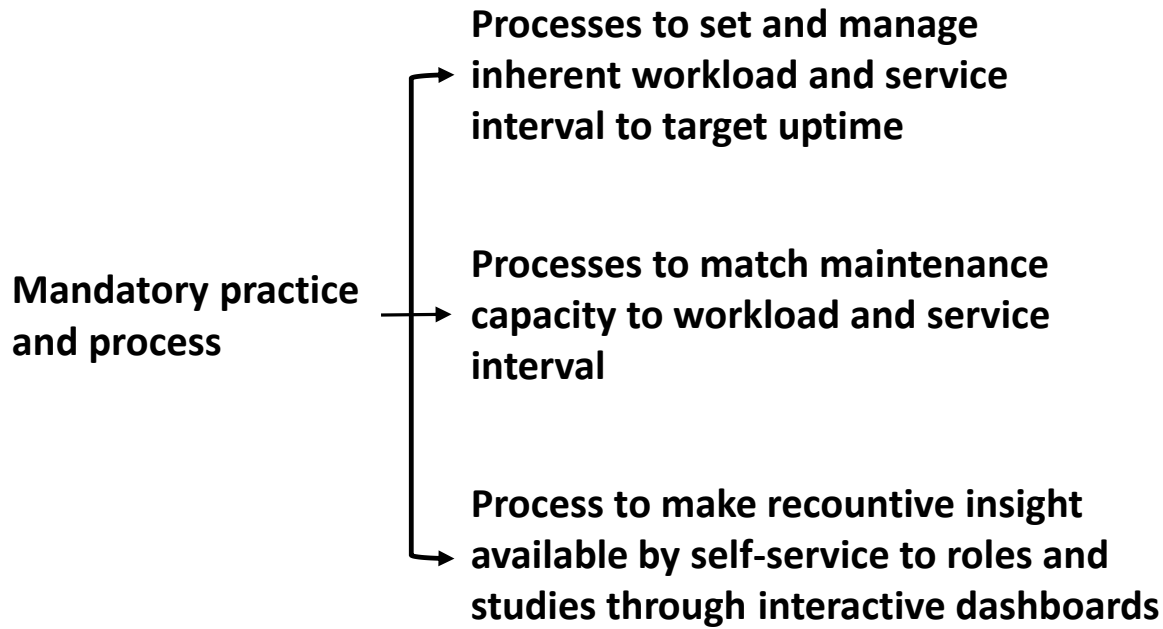 Processes to set and manage
inherent workload and service
interval to target uptime
Mandatory practice
and process
Processes to match maintenance
capacity to workload and service
interval
Process to make recountive insight
available by self-service to roles and
studies through interactive dashboards